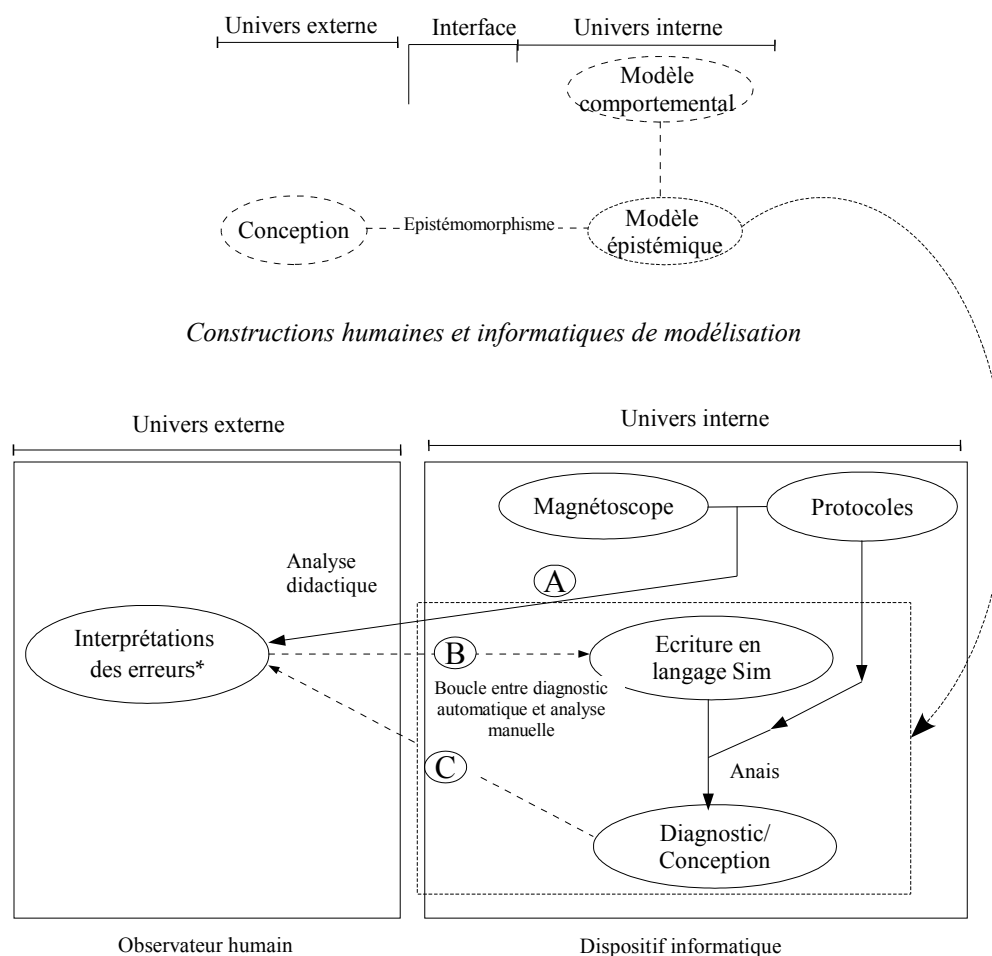 Univers externe
Interface
Univers interne
Modèle
comportemental
Conception
Epistémomorphisme
Modèle
épistémique
Constructions humaines et informatiques de modélisation
Univers externe
Univers interne
Magnétoscope
Protocoles
Analyse
didactique
A
Interprétations
des erreurs*
B
Ecriture en
langage Sim
Boucle entre diagnostic
automatique et analyse
manuelle
C
Anais
Diagnostic/
Conception
Observateur humain
Dispositif informatique